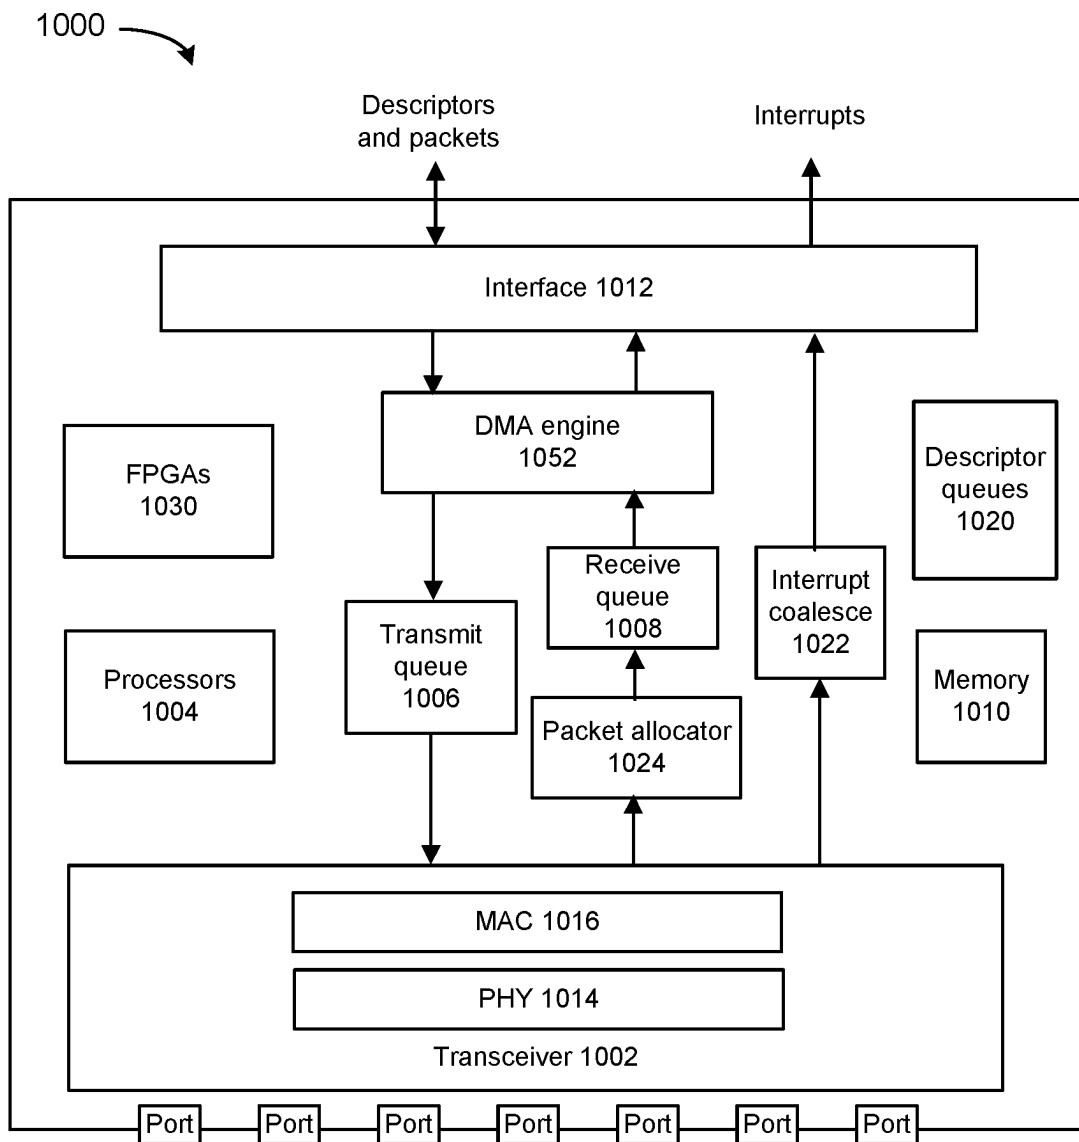 1000
Descriptors
and packets
Interrupts
Interface 1012
DMA engine
1052
FPGAs
1030
Descriptor
queues
1020
Receive
queue
1008
Interrupt
coalesce
1022
Transmit
queue
1006
Processors
1004
Memory
1010
Packet allocator
1024
MAC 1016
PHY 1014
Transceiver 1002
Port Port Port Port Port Port Port